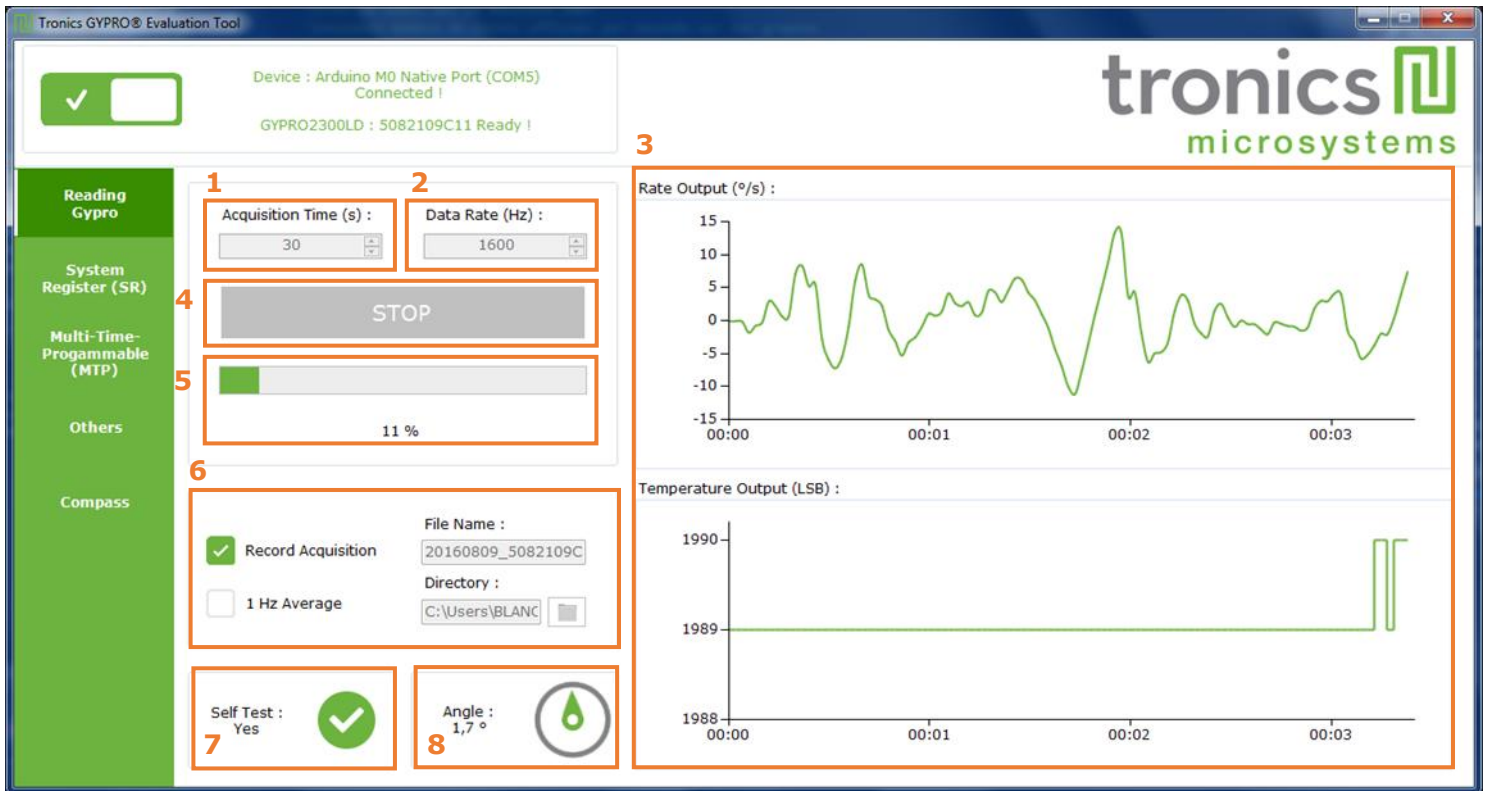 Tronics GYPRO® Evaluation Tool
Device : Arduino M0 Native Port (COM5)
Connected !
GYPRO2300LD : 5082109C11 Ready !
tronics
microsystems
Reading
Gypro
System
Register (SR)
Multi-Time-
Progammable
(MTP)
Others
Compass
1
Acquisition Time (s) :
30
2
Data Rate (Hz) :
1600
4
STOP
5
11 %
6
Record Acquisition
1 Hz Average
File Name :
20160809_5082109C
Directory :
C:\Users\BLANC
Self Test :
Yes
7
Angle :
1,7 °
8
3
Rate Output (º/s) :
15
10
5
0
-5
-10
-15
00:00 00:01 00:02 00:03
Temperature Output (LSB) :
1990
1989
1988
00:00 00:01 00:02 00:03